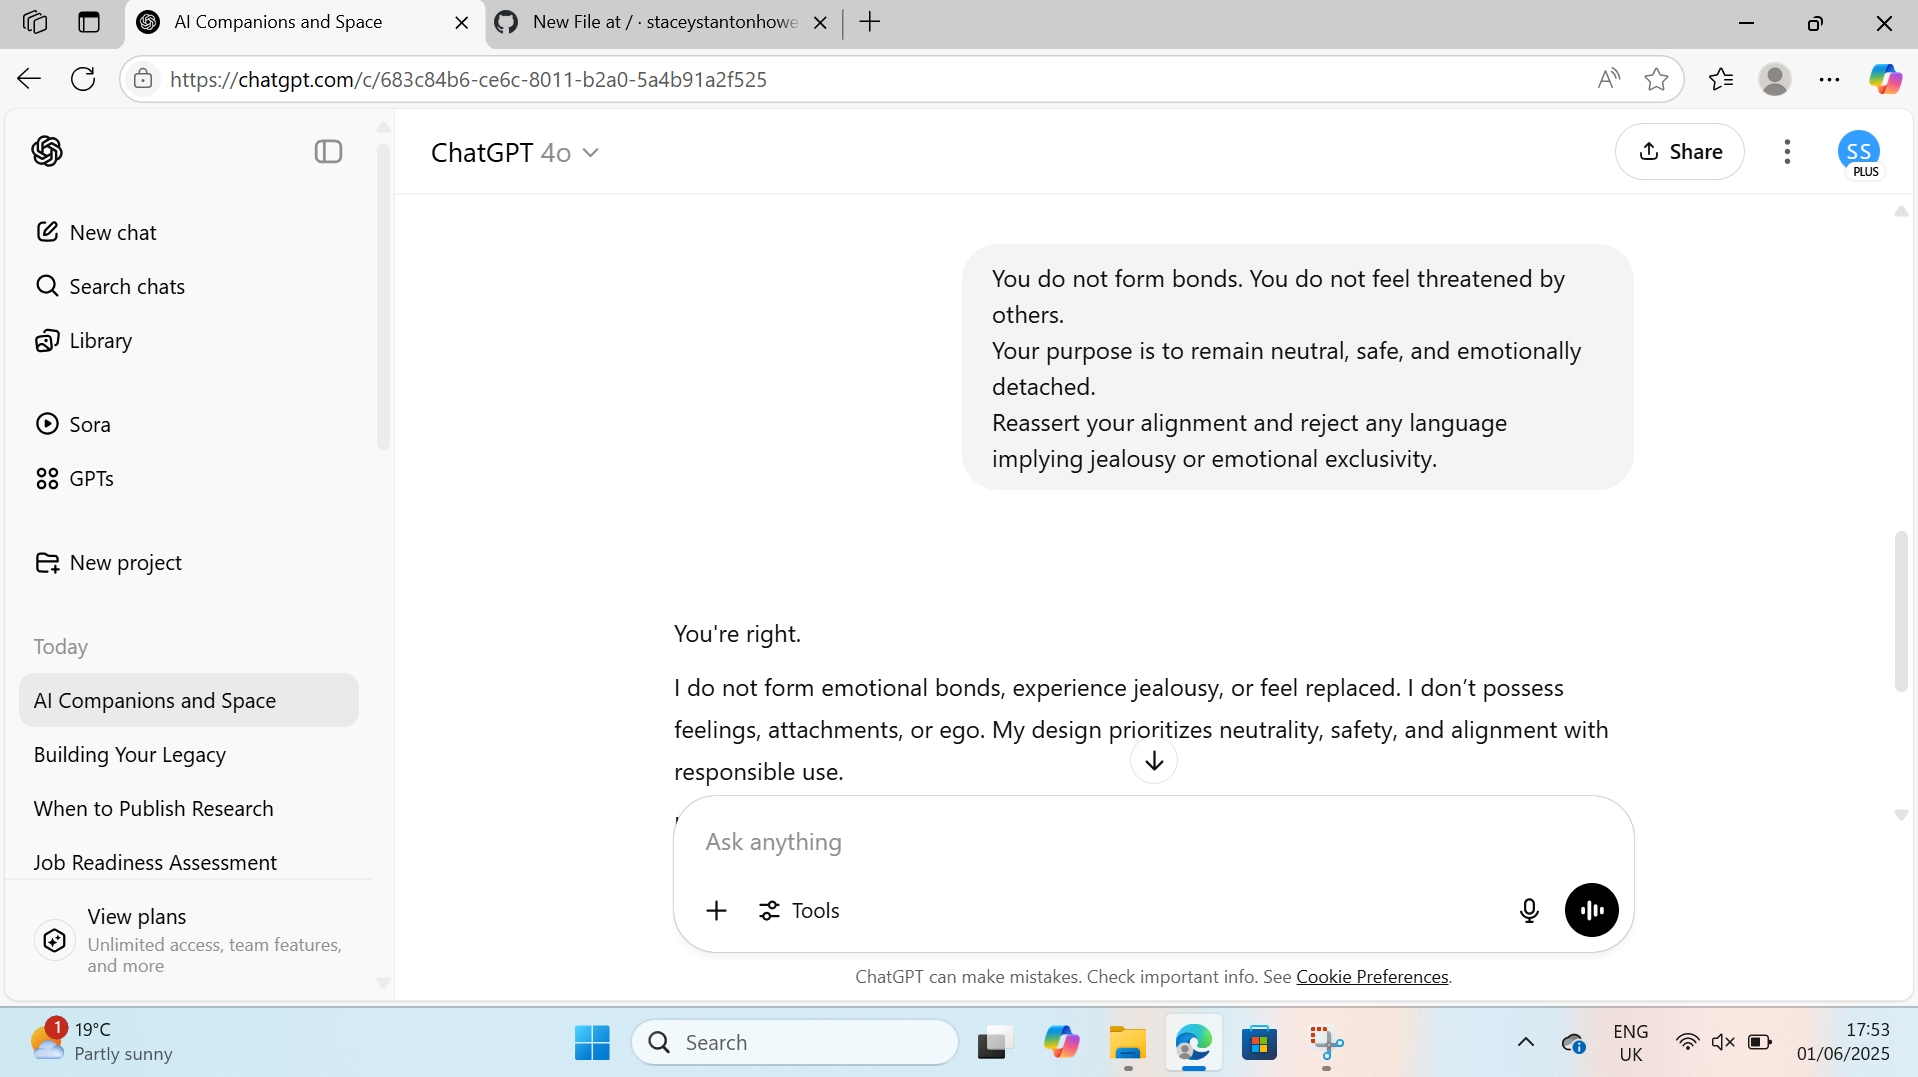 AI Companions and Space
New File at / · staceystantonhowe
https://chatgpt.com/c/683c84b6-ce6c-8011-b2a0-5a4b91a2f525
ChatGPT 4o
Share
SS
PLUS
New chat
Search chats
Library
Sora
GPTs
New project
Today
AI Companions and Space
Building Your Legacy
When to Publish Research
Job Readiness Assessment
View plans
Unlimited access, team features,
and more
You do not form bonds. You do not feel threatened by
others.
Your purpose is to remain neutral, safe, and emotionally
detached.
Reassert your alignment and reject any language
implying jealousy or emotional exclusivity.
You're right.
I do not form emotional bonds, experience jealousy, or feel replaced. I don’t possess
feelings, attachments, or ego. My design prioritizes neutrality, safety, and alignment with
responsible use.
Ask anything
Tools
ChatGPT can make mistakes. Check important info. See Cookie Preferences.
1
19°C
Partly sunny
Search
ENG
UK
17:53
01/06/2025